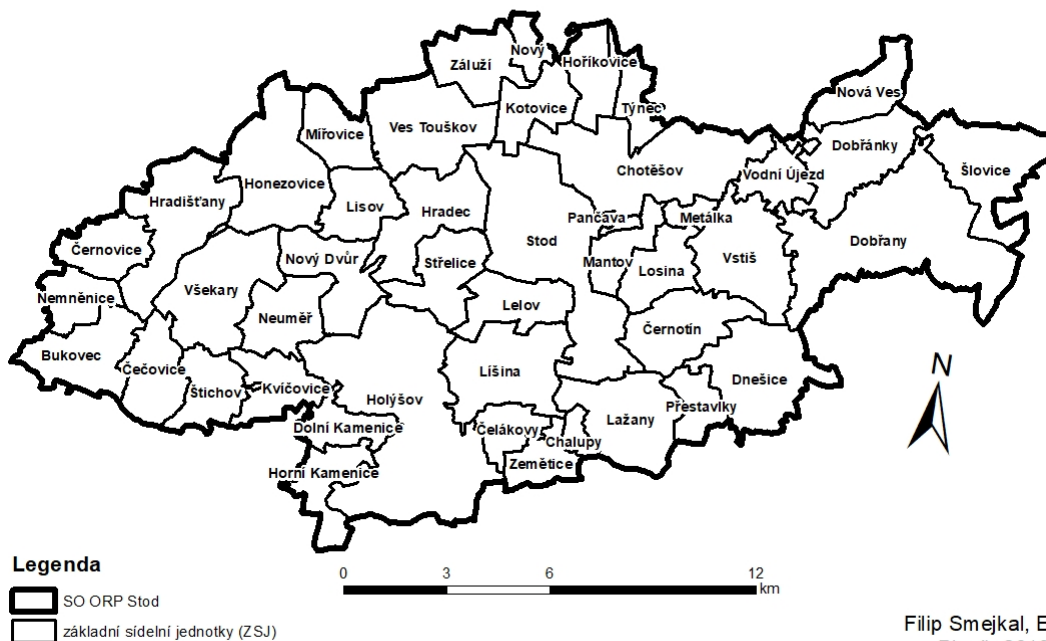 Nový
Záluží
Hoříkovice
Nová Ves
Kotovice
Týnec
Mířovice
Ves Touškov
Dobřánky
Chotěšov
Vodní Újezd
Šlovice
Honezovice
Hradišťany
Lisov
Hradec
Pančava
Metálka
Černovice
Nový Dvůr
Střelice
Stod
Dobřany
Mantov
Losina
Vstiš
Nemněnice
Všekary
Neuměř
Lelov
Černotín
Bukovec
Čečovice
Štichov
Kvíčovice
Líšina
Dnešice
Holýšov
Přestavlky
Lažany
Dolní Kamenice
Čelákovy
Chalupy
Zemětice
Horní Kamenice
N
Legenda
SO ORP Stod
základní sídelní jednotky (ZSJ)
0 3 6 12
km
Filip Smejkal, E